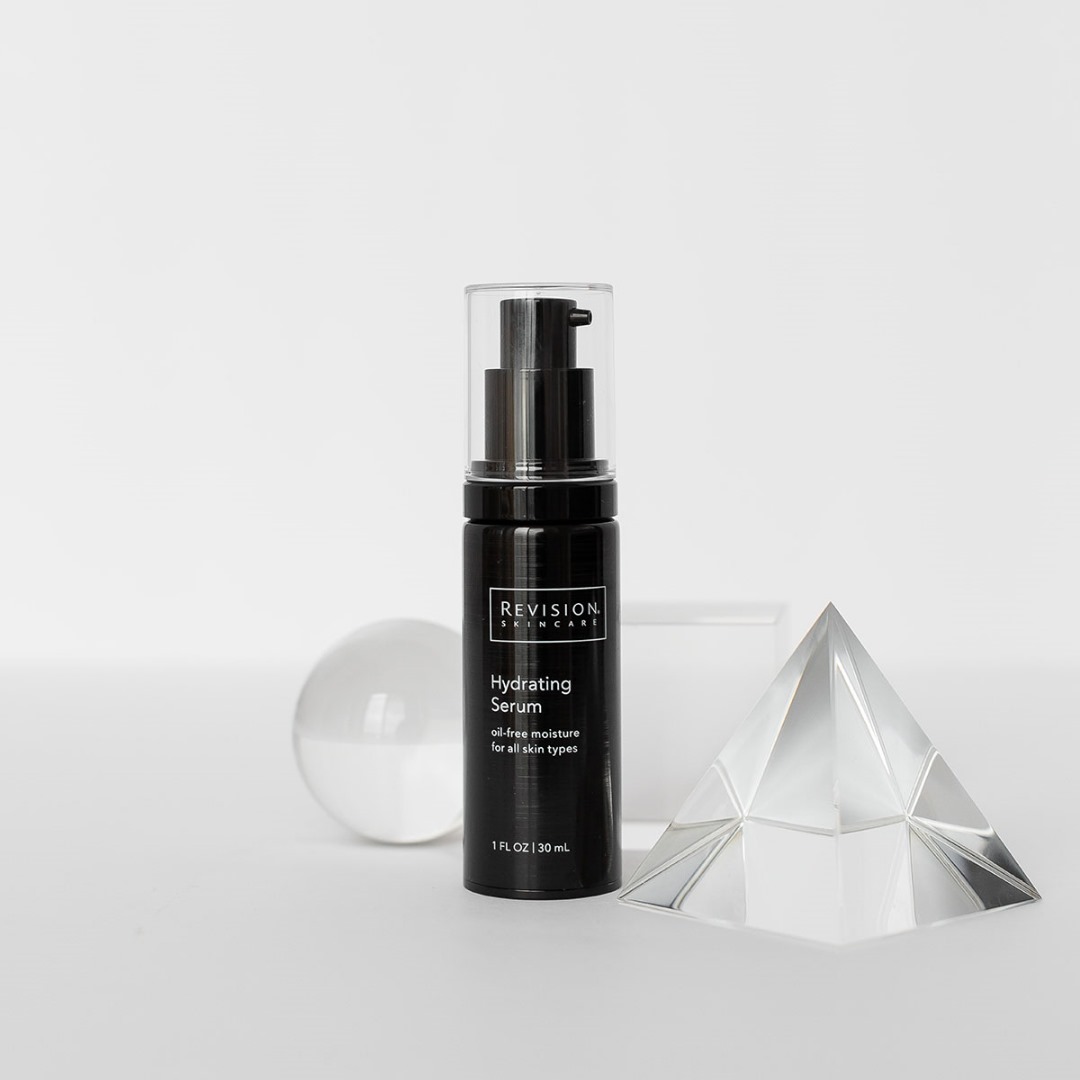 REVISION®
SKINCARE
Hydrating
Serum
oil-free moisture
for all skin types
1 FL OZ | 30 mL